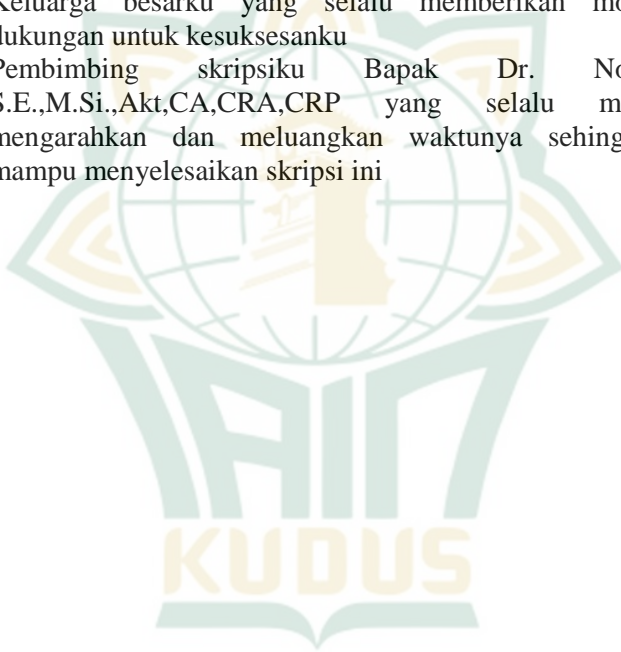 Keluarga besarku yang selalu memberikan
dukungan untuk kesuksesanku
Pembimbing skripsiku Bapak Dr.
S.E.,M.Si.,Akt,CA,CRA,CRP yang selalu
mengarahkan dan meluangkan waktunya
mampu menyelesaikan skripsi ini
IAIN
KUDUS